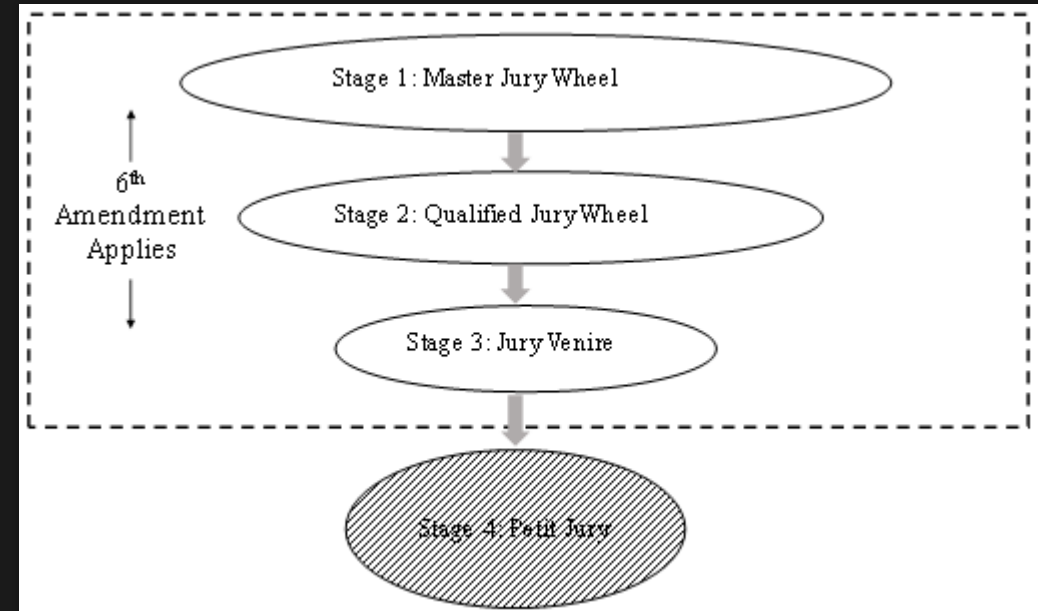 Stage 1: Master Jury Wheel
6th
Amendment
Applies
Stage 2: Qualified Jury Wheel
Stage 3: Jury Venire
Stage 4: Petit Jury